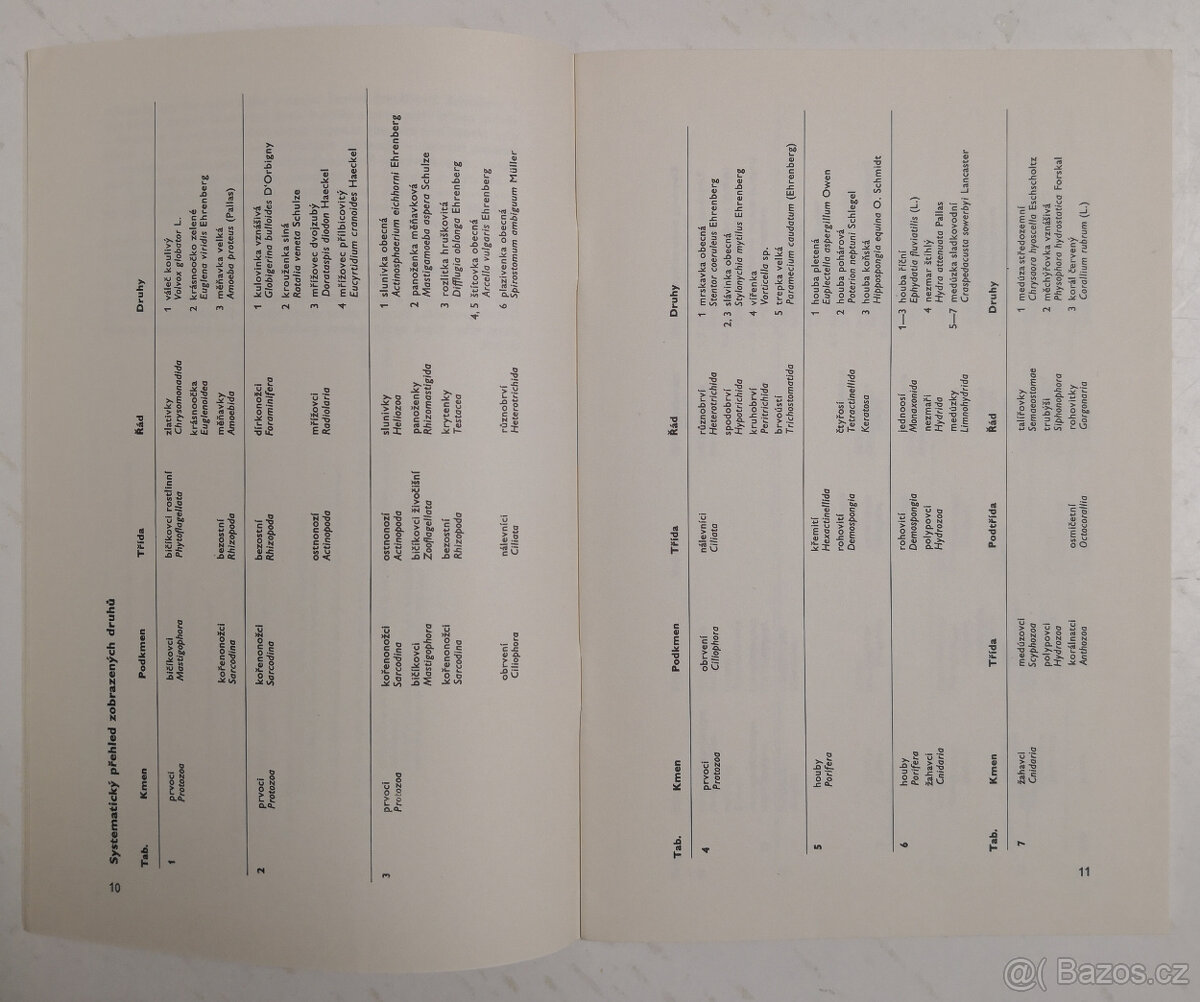 Systematický přehled zobrazených druhů
Tab. Kmen Podkmen Třída Řád Druhy
1 prvoci bičíkovci bičíkovci rostlinní zlativky 1 váleč koulivý
Protozoa Mastigophora Phytoflagellata Chrysomonadida Volvox globator L.
krásnoočka 2 krásnoočko zelené
Euglenoidea Euglena viridis Ehrenberg
kořenonožci bezostní měňavky 3 měňavka velká
Sarcodina Rhizopoda Amoebida Amoeba proteus (Pallas)
2 prvoci kořenonožci bezostní dírkonožci 1 kulovinka vznášivá
Protozoa Sarcodina Rhizopoda Foraminifera Globigerina bulloides D'Orbigny
2 krouženka siná
Rotalia veneta Schulze
ostnonozí mřížovci 3 mřížovec dvojzubý
Actinopoda Radiolaria Dorataspis diodon Haeckel
4 mřížovec přilbicovitý
Eucyrtidium cranoides Haeckel
3 prvoci kořenonožci ostnonozí slunivky 1 slunivka obecná
Protozoa Sarcodina Actinopoda Heliozoa Actinosphaerium eichhorni Ehrenberg
bičíkovci bičíkovci živočišní panoženky 2 panoženka měňavková
Mastigophora Zooflagellata Rhizomastigida Mastigamoeba aspera Schulze
kořenonožci bezostní krytenky 3 rozlitka hruškovitá
Sarcodina Rhizopoda Testacea Difflugia oblonga Ehrenberg
4, 5 štítovka obecná
Arcella vulgaris Ehrenberg
obrvení nálevníci různobrví 6 plazivenka obecná
Ciliophora Ciliata Heterotrichida Spirostomum ambiguum Müller
10
Tab. Kmen Podkmen Třída Řád Druhy
4 prvoci obrvení nálevníci různobrví 1 mrskavka obecná
Protozoa Ciliophora Ciliata Heterotrichida Stentor coeruleus Ehrenberg
spodobrví 2, 3 slávinka obecná
Hypotrichida Stylonychia mytilus Ehrenberg
kruhobrví 4 vířenka
Peritrichida Vorticella sp.
brvoústí 5 trepka velká
Trichostomatida Paramecium caudatum (Ehrenberg)
5 houby křemití 1 houba pletená
Porifera Hexactinellida Euplectella aspergillum Owen
rohovití čtyřosí 2 houba pohárová
Demospongia Tetractinellida Poterion neptuni Schlegel
Keratosa 3 houba koňská
Hippospongia equina O. Schmidt
6 houby rohovití jednoosí 1—3 houba říční
Porifera Demospongia Monaxonida Ephydatia fluviatilis (L.)
žahavci polypovci nezmaři 4 nezmar štíhlý
Cnidaria Hydrozoa Hydrida Hydra attenuata Pallas
medúzky 5—7 medúzka sladkovodní
Limnohydrida Craspedacusta sowerbyi Lancaster
Tab. Kmen Třída Podtřída Řád Druhy
7 žahavci medúzovci talířovky 1 medúza středozemní
Cnidaria Scyphozoa Semaeostomae Chrysaora hyoscella Eschscholtz
polypovci trubýši 2 měchýřovka vznášivá
Hydrozoa Siphonophora Physophora hydrostatica Forskal
korálnatci osmičetní rohovitky 3 korál červený
Anthozoa Octocorallia Gorgonaria Corallium rubrum (L.)
11
@( Bazos.cz